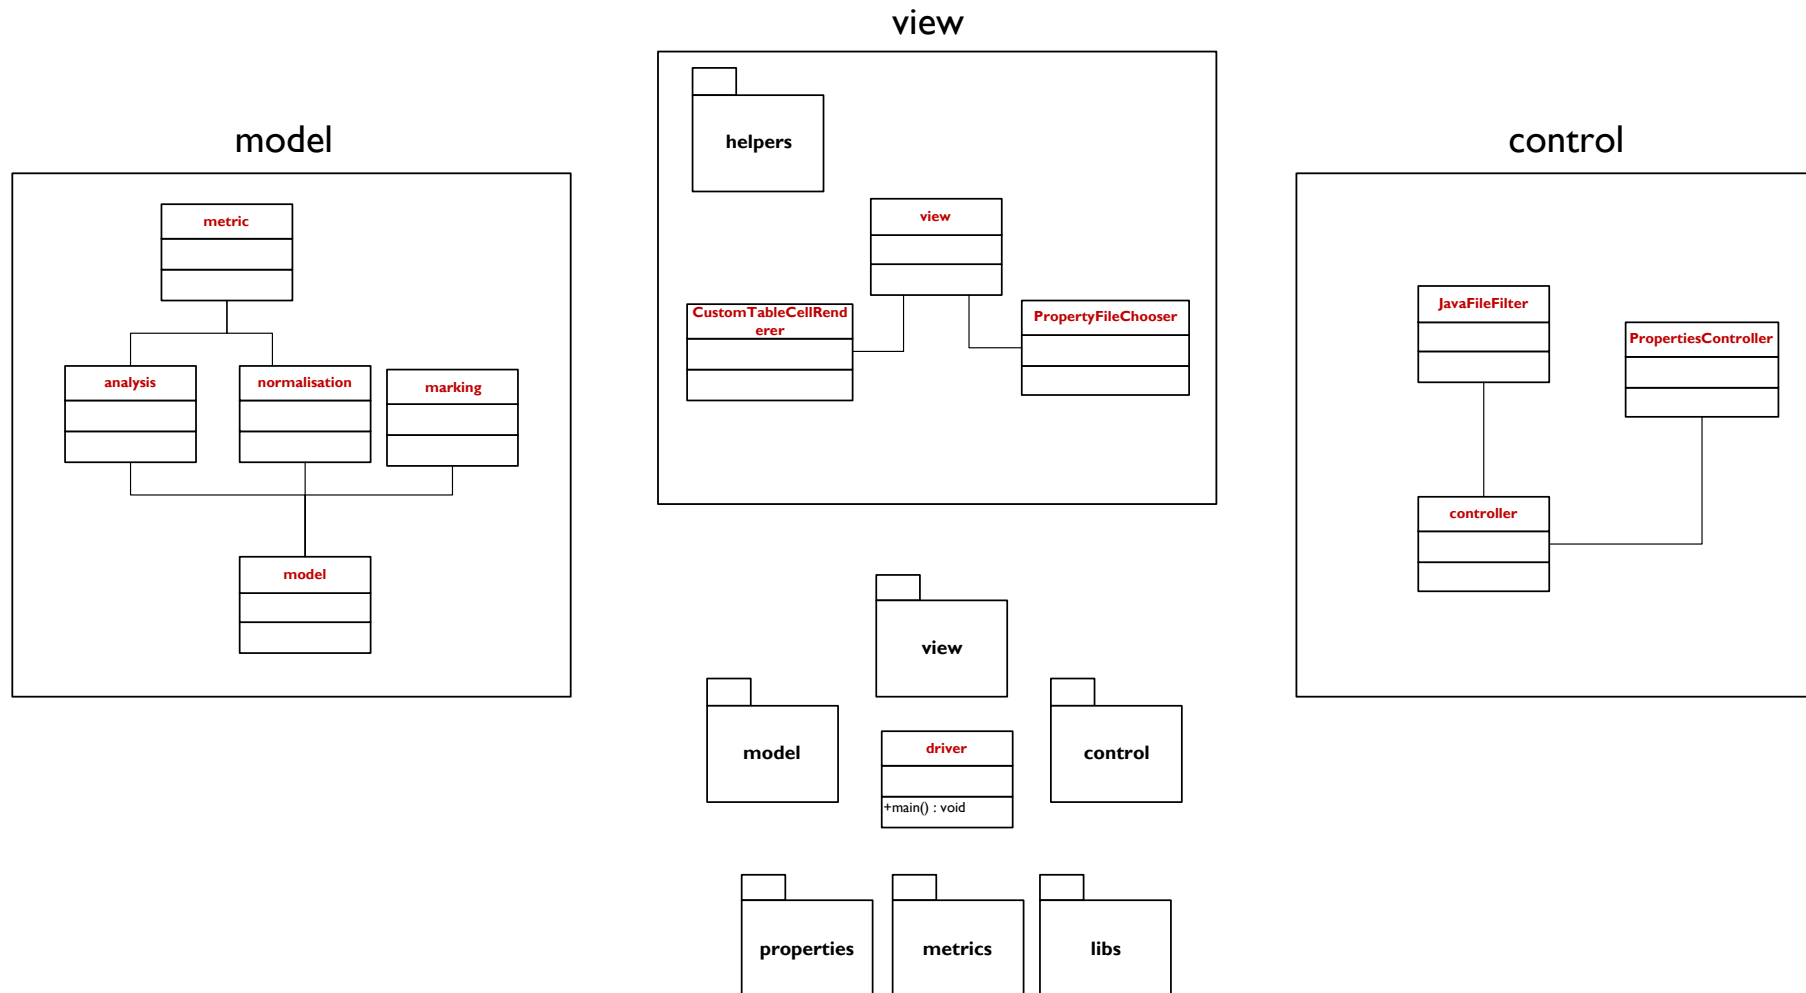 view
model
control
helpers
metric
view
CustomTableCellRend
erer
PropertyFileChooser
JavaFileFilter
PropertiesController
analysis
normalisation
marking
controller
model
view
model
driver
+main() : void
control
properties
metrics
libs